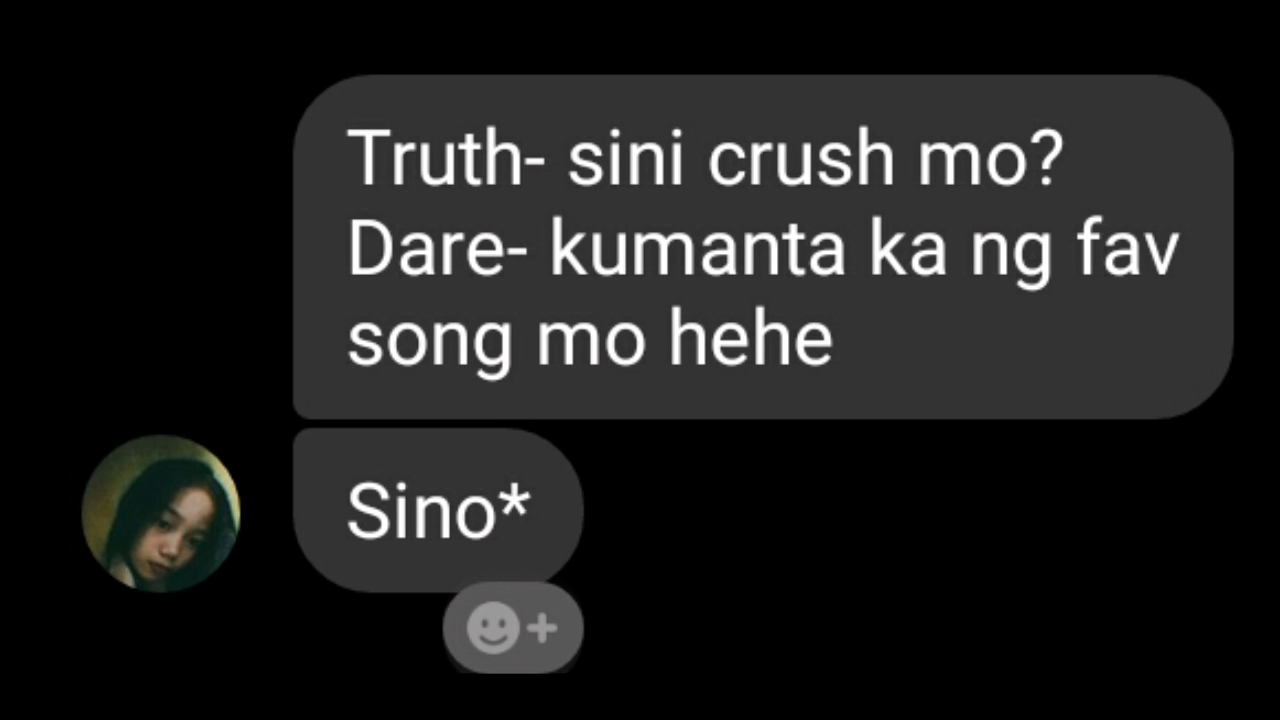 Truth- sini crush mo?
Dare- kumanta ka ng fav
song mo hehe
Sino*